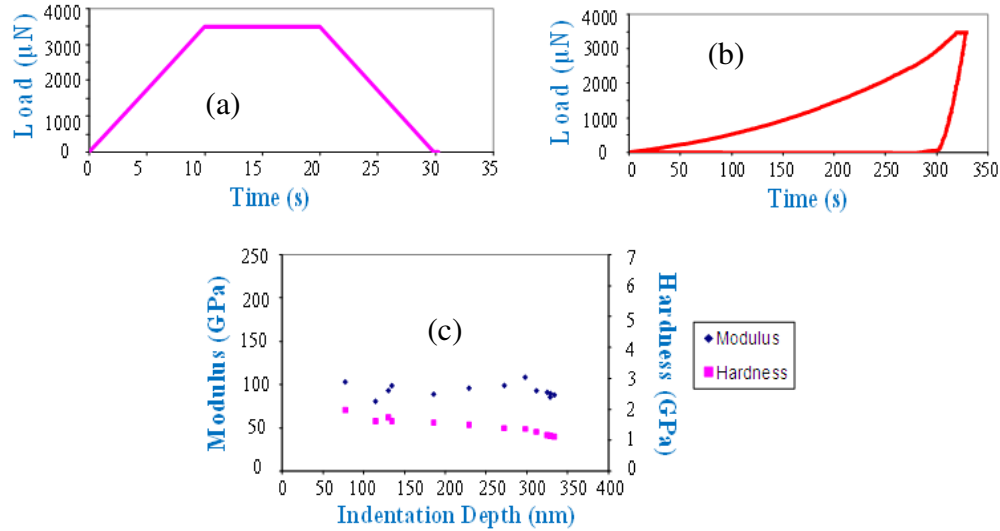 Load (µN)
4000
3000
2000
1000
0
(a)
0 5 10 15 20 25 30 35
Time (s)
Load (µN)
4000
3000
2000
1000
0
(b)
0 50 100 150 200 250 300 350
Time (s)
Modulus (GPa)
250
200
150
100
50
0
(c)
7
6
5
4
3
2
1
0
Hardness (GPa)
0 50 100 150 200 250 300 350 400
Indentation Depth (nm)
Modulus
Hardness